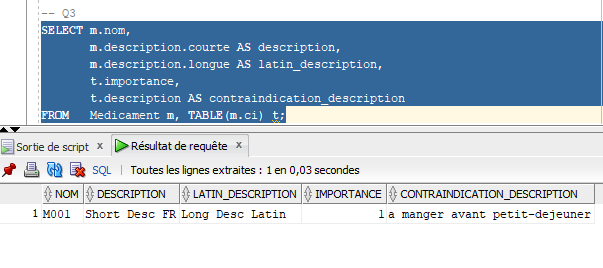 -- Q3
SELECT m.nom,
m.description.courte AS description,
m.description.longue AS latin_description,
t.importance,
t.description AS contraindication_description
FROM Medicament m, TABLE(m.ci) t;
Sortie de script x Résultat de requête x
SQL | Toutes les lignes extraites : 1 en 0,03 secondes
NOM DESCRIPTION LATIN_DESCRIPTION IMPORTANCE CONTRAINDICATION_DESCRIPTION
1 M001 Short Desc FR Long Desc Latin 1 a manger avant petit-dejeuner